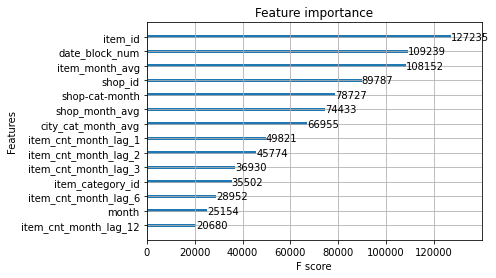 Feature importance
item_id 127235
date_block_num 109239
item_month_avg 108152
shop_id 89787
shop-cat-month 78727
shop_month_avg 74433
city_cat_month_avg 66955
item_cnt_month_lag_1 49821
item_cnt_month_lag_2 45774
item_cnt_month_lag_3 36930
item_category_id 35502
item_cnt_month_lag_6 28952
month 25154
item_cnt_month_lag_12 20680
Features
0 20000 40000 60000 80000 100000 120000
F score